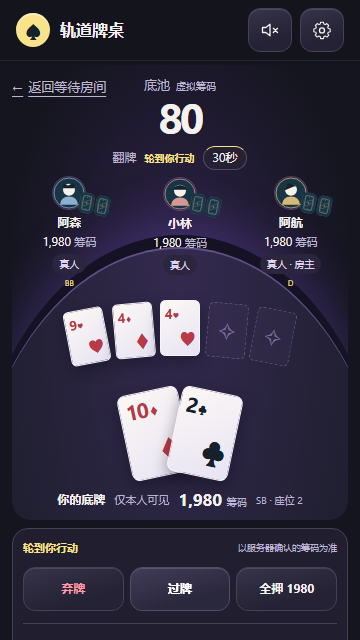 轨道牌桌
← 返回等待房间
底池 虚拟筹码
80
翻牌 轮到你行动 30秒
阿森 小林 阿航
1,980 筹码 1,980 筹码 1,980 筹码
真人 真人 真人 · 房主
BB D
9♥ 4♦ 4♥
10♦ 2♣
你的底牌 仅本人可见 1,980 筹码 SB · 座位 2
轮到你行动 以服务器确认的筹码为准
弃牌 过牌 全押 1980